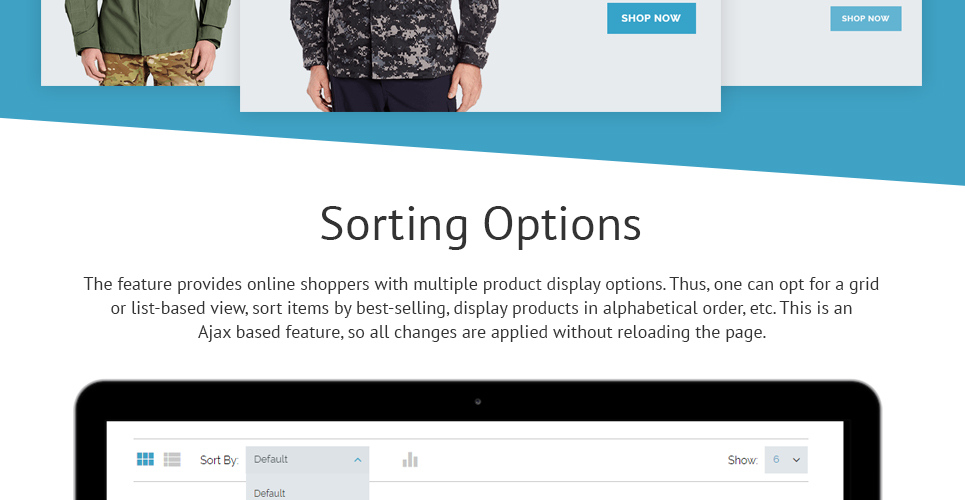 SHOP NOW
SHOP NOW
Sorting Options
The feature provides online shoppers with multiple product display options. Thus, one can opt for a grid
or list-based view, sort items by best-selling, display products in alphabetical order, etc. This is an
Ajax based feature, so all changes are applied without reloading the page.
Sort By: Default Show: 6
Default